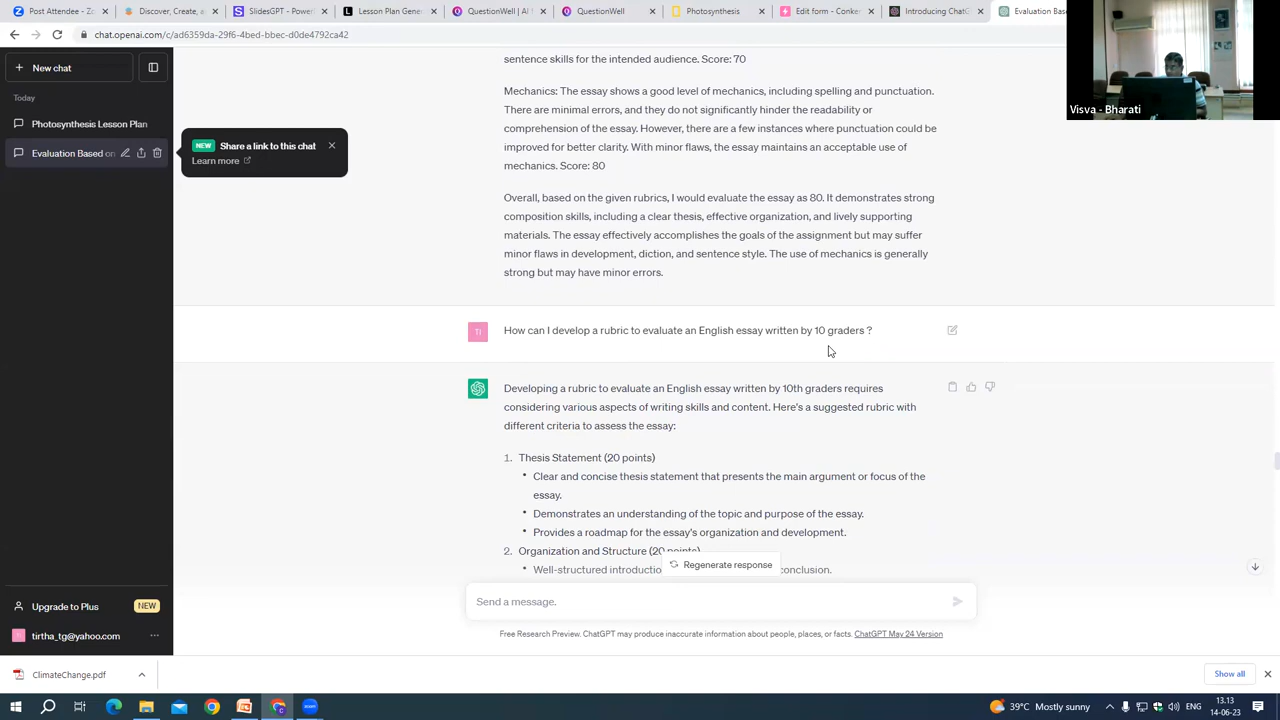 Post Attendee - Zo
Discover, Create, a
SlidesGPT - Power
Lesson Plan Gener
QuestionWell | AI
QuestionWell
Photosynthesis
Edit form - Conker
Introducing ChatG
Evaluation Base
chat.openai.com/c/ad6359da-29f6-4bed-bbec-d0de4792ca42
New chat
Today
Photosynthesis Lesson Plan
Evaluation Based on
NEW Share a link to this chat
Learn more
Visva - Bharati
sentence skills for the intended audience. Score: 70
Mechanics: The essay shows a good level of mechanics, including spelling and punctuation.
There are minimal errors, and they do not significantly hinder the readability or
comprehension of the essay. However, there are a few instances where punctuation could be
improved for better clarity. With minor flaws, the essay maintains an acceptable use of
mechanics. Score: 80
Overall, based on the given rubrics, I would evaluate the essay as 80. It demonstrates strong
composition skills, including a clear thesis, effective organization, and lively supporting
materials. The essay effectively accomplishes the goals of the assignment but may suffer
minor flaws in development, diction, and sentence style. The use of mechanics is generally
strong but may have minor errors.
TI
How can I develop a rubric to evaluate an English essay written by 10 graders ?
Developing a rubric to evaluate an English essay written by 10th graders requires
considering various aspects of writing skills and content. Here's a suggested rubric with
different criteria to assess the essay:
1. Thesis Statement (20 points)
• Clear and concise thesis statement that presents the main argument or focus of the
essay.
• Demonstrates an understanding of the topic and purpose of the essay.
• Provides a roadmap for the essay's organization and development.
2. Organization and Structure (20 points)
• Well-structured introductio
conclusion.
Regenerate response
Send a message.
Free Research Preview. ChatGPT may produce inaccurate information about people, places, or facts. ChatGPT May 24 Version
Upgrade to Plus NEW
TI tirtha_tg@yahoo.com
ClimateChange.pdf
Show all
39°C Mostly sunny
ENG
13.13
14-06-23